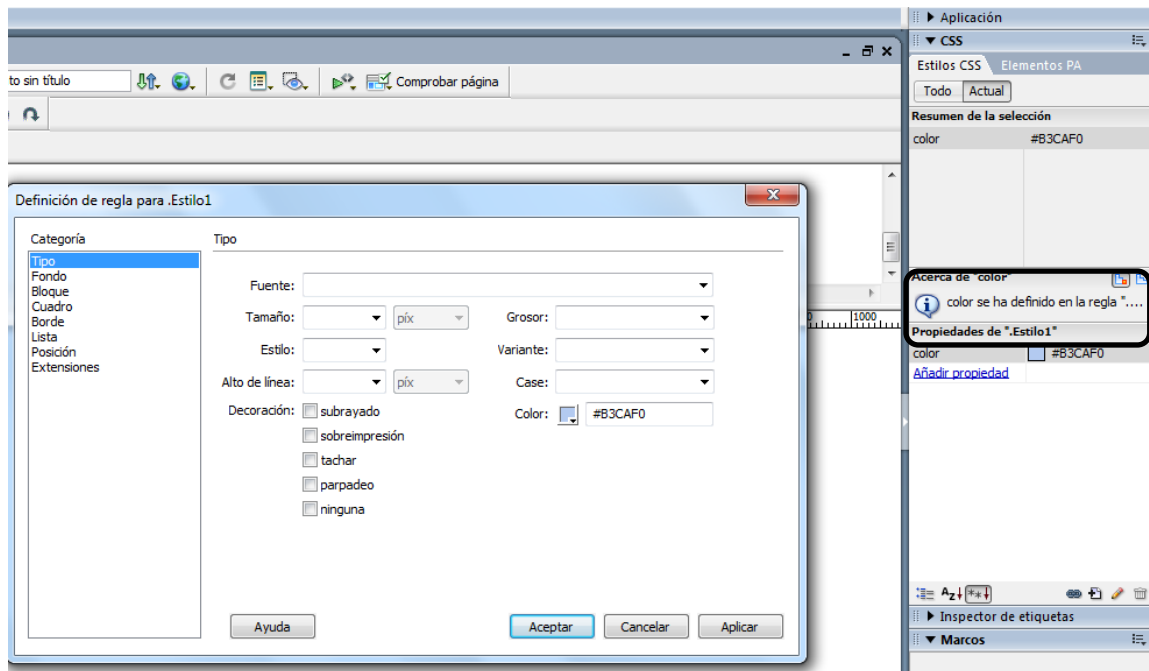 to sin título
Comprobar página
Definición de regla para .Estilo1
Categoría
Tipo
Fondo
Bloque
Cuadro
Borde
Lista
Posición
Extensiones
Tipo
Fuente:
Tamaño: píx Grosor:
Estilo: Variante:
Alto de línea: píx Case:
Decoración: subrayado Color: #B3CAF0
sobreimpresión
tachar
parpadeo
ninguna
Ayuda Aceptar Cancelar Aplicar
1000
Aplicación
CSS
Estilos CSS Elementos PA
Todo Actual
Resumen de la selección
color #B3CAF0
Acerca de "color"
color se ha definido en la regla "....
Propiedades de ".Estilo1"
color #B3CAF0
Añadir propiedad
Inspector de etiquetas
Marcos